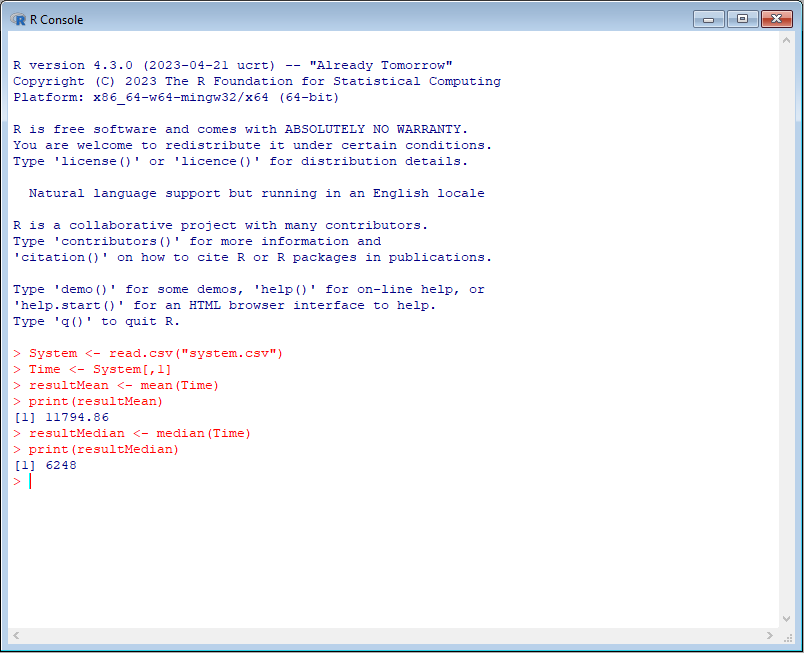 R Console
R version 4.3.0 (2023-04-21 ucrt) -- "Already Tomorrow"
Copyright (C) 2023 The R Foundation for Statistical Computing
Platform: x86_64-w64-mingw32/x64 (64-bit)
R is free software and comes with ABSOLUTELY NO WARRANTY.
You are welcome to redistribute it under certain conditions.
Type 'license()' or 'licence()' for distribution details.
Natural language support but running in an English locale
R is a collaborative project with many contributors.
Type 'contributors()' for more information and
'citation()' on how to cite R or R packages in publications.
Type 'demo()' for some demos, 'help()' for on-line help, or
'help.start()' for an HTML browser interface to help.
Type 'q()' to quit R.
> System <- read.csv("system.csv")
> Time <- System[,1]
> resultMean <- mean(Time)
> print(resultMean)
[1] 11794.86
> resultMedian <- median(Time)
> print(resultMedian)
[1] 6248
>